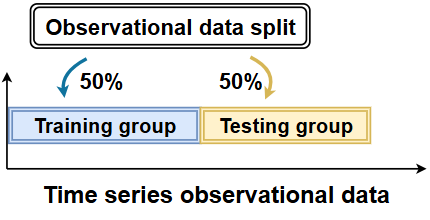 Observational data split
50%
50%
Training group
Testing group
Time series observational data